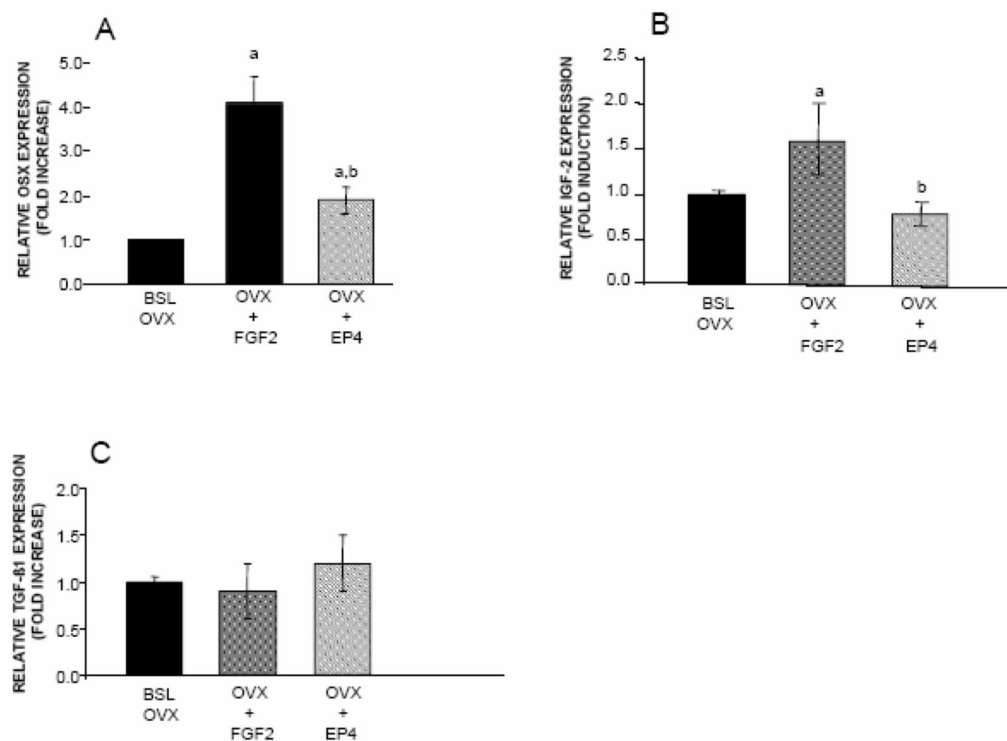 A
RELATIVE OSX EXPRESSION
(FOLD INCREASE)
5.0
4.0
3.0
2.0
1.0
0.0
a
a,b
BSL
OVX
OVX
+
FGF2
OVX
+
EP4
B
RELATIVE IGF-2 EXPRESSION
(FOLD INDUCTION)
2.5
2.0
1.5
1.0
0.5
0.0
a
b
BSL
OVX
OVX
+
FGF2
OVX
+
EP4
C
RELATIVE TGF-ß1 EXPRESSION
(FOLD INCREASE)
2.0
1.5
1.0
0.5
0.0
BSL
OVX
OVX
+
FGF2
OVX
+
EP4